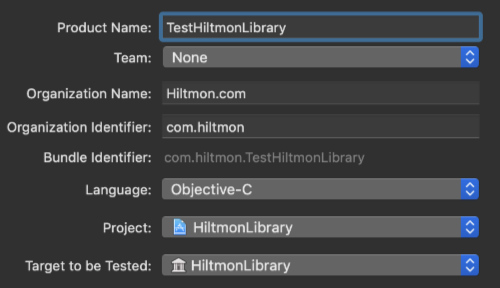 Product Name: TestHiltmonLibrary
Team: None
Organization Name: Hiltmon.com
Organization Identifier: com.hiltmon
Bundle Identifier: com.hiltmon.TestHiltmonLibrary
Language: Objective-C
Project: HiltmonLibrary
Target to be Tested: HiltmonLibrary